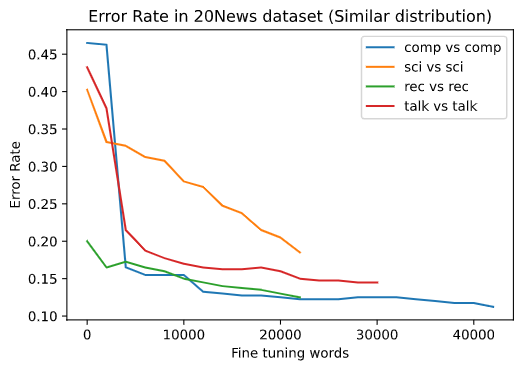 Error Rate in 20News dataset (Similar distribution)
comp vs comp
sci vs sci
rec vs rec
talk vs talk
Error Rate
0.45
0.40
0.35
0.30
0.25
0.20
0.15
0.10
0
10000
20000
30000
40000
Fine tuning words